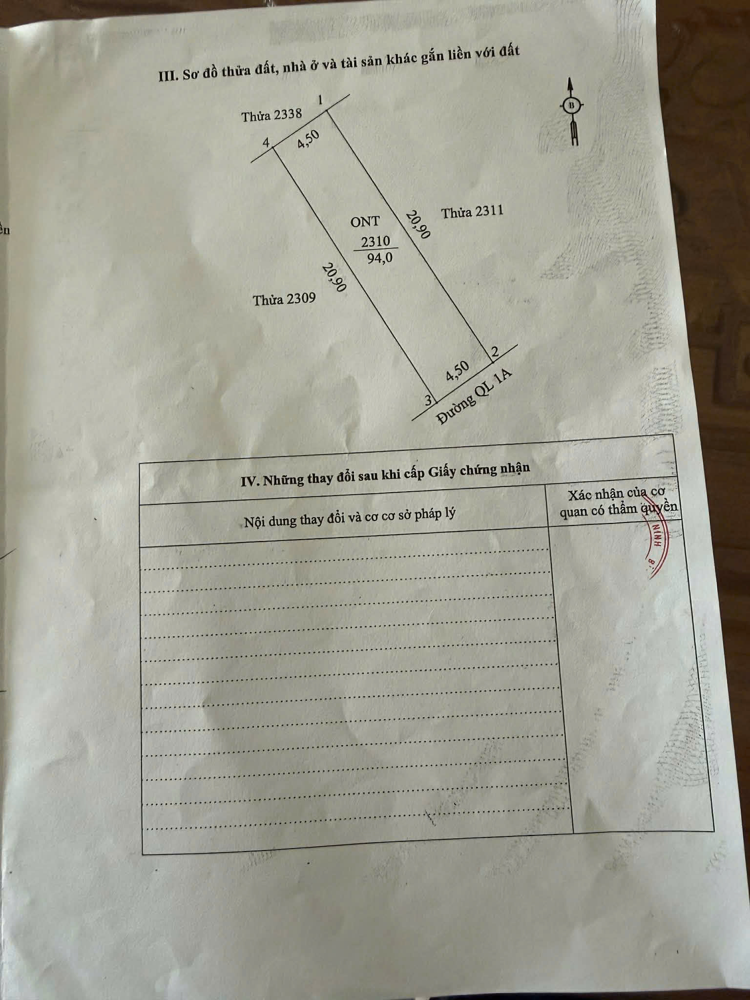 III. Sơ đồ thửa đất, nhà ở và tài sản khác gắn liền với đất
B
1
Thửa 2338
4
4,50
ONT
2310
94,0
20,90
Thửa 2311
20,90
Thửa 2309
2
4,50
3
Đường QL 1A
IV. Những thay đổi sau khi cấp Giấy chứng nhận
Nội dung thay đổi và cơ cơ sở pháp lý
Xác nhận của cơ
quan có thẩm quyền
NINH